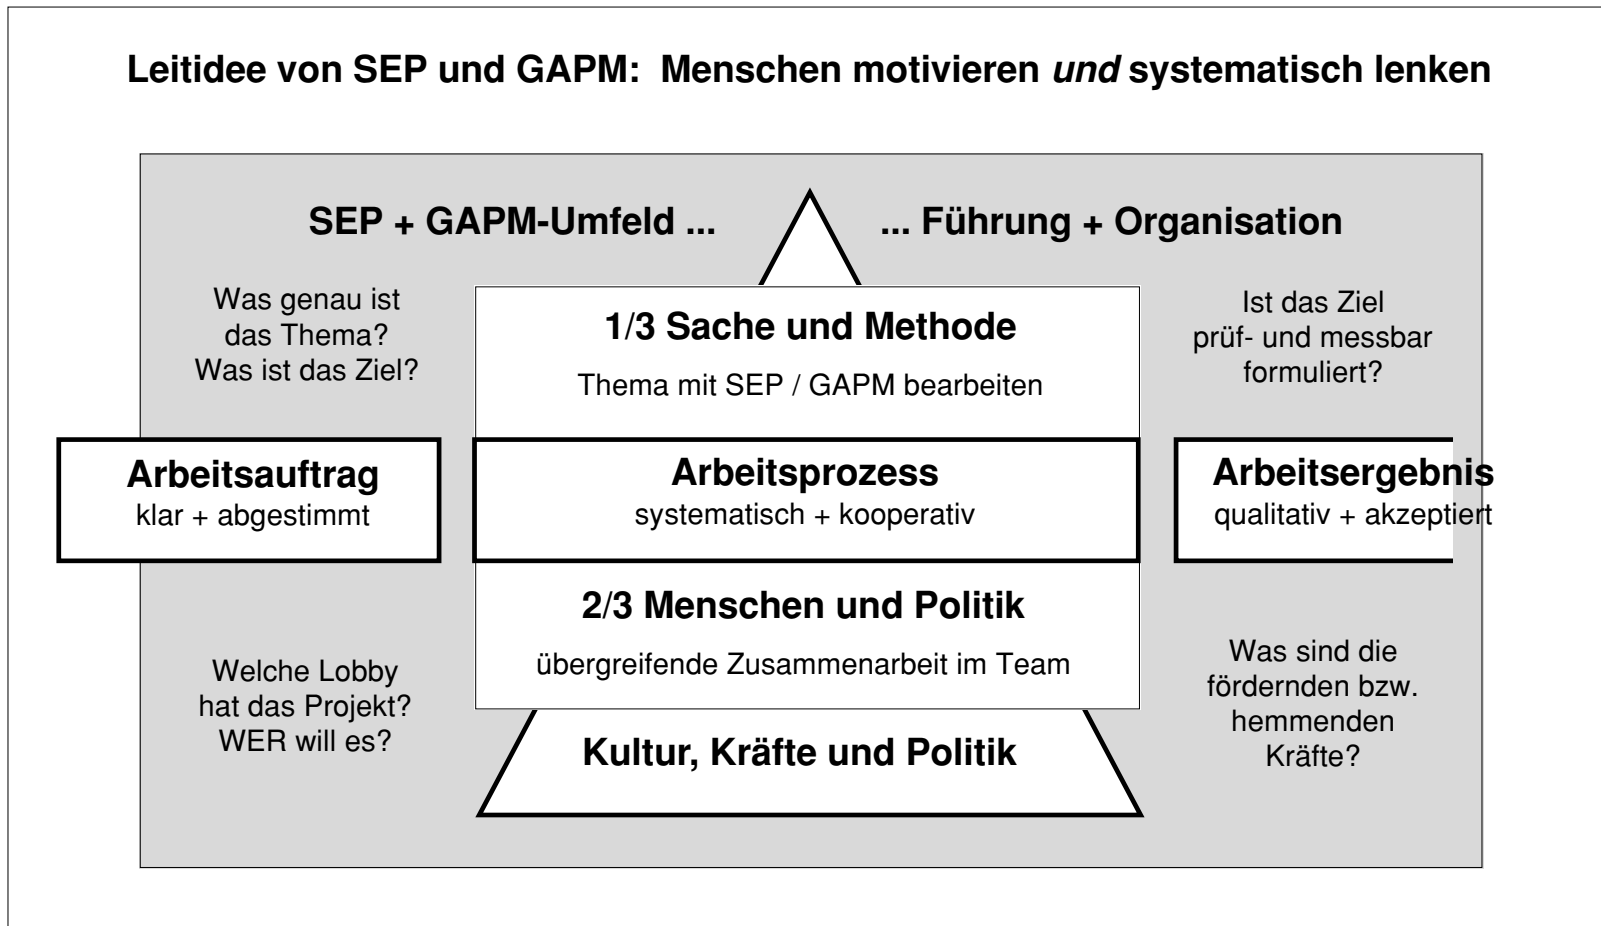 Leitidee von SEP und GAPM: Menschen motivieren und systematisch lenken
SEP + GAPM-Umfeld ...
... Führung + Organisation
Was genau ist
das Thema?
Was ist das Ziel?
1/3 Sache und Methode
Thema mit SEP / GAPM bearbeiten
Ist das Ziel
prüf- und messbar
formuliert?
Arbeitsauftrag
klar + abgestimmt
Arbeitsprozess
systematisch + kooperativ
Arbeitsergebnis
qualitativ + akzeptiert
2/3 Menschen und Politik
übergreifende Zusammenarbeit im Team
Welche Lobby
hat das Projekt?
WER will es?
Was sind die
fördernden bzw.
hemmenden
Kräfte?
Kultur, Kräfte und Politik